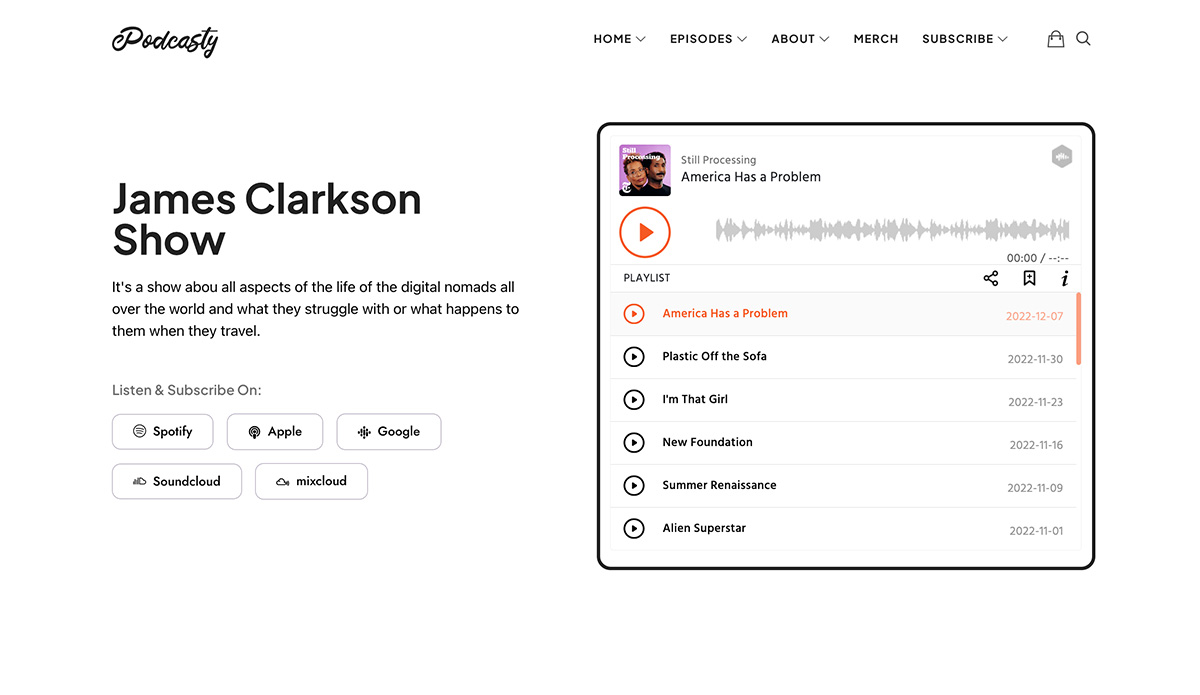 Podcasty
HOME EPISODES ABOUT MERCH SUBSCRIBE
James Clarkson
Show
It's a show abou all aspects of the life of the digital nomads all
over the world and what they struggle with or what happens to
them when they travel.
Listen & Subscribe On:
Spotify Apple Google
Soundcloud mixcloud
Still
Processing
Still Processing
America Has a Problem
00:00 / --:--
PLAYLIST
America Has a Problem 2022-12-07
Plastic Off the Sofa 2022-11-30
I'm That Girl 2022-11-23
New Foundation 2022-11-16
Summer Renaissance 2022-11-09
Alien Superstar 2022-11-01